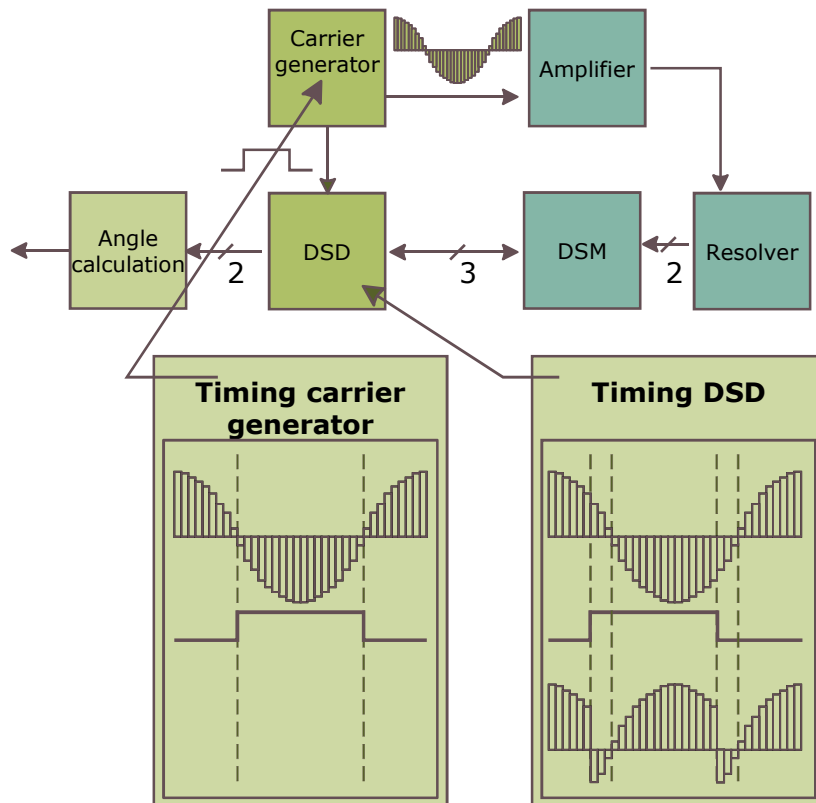 Carrier
generator
Amplifier
Angle
calculation
2
DSD
3
DSM
2
Resolver
Timing carrier
generator
Timing DSD